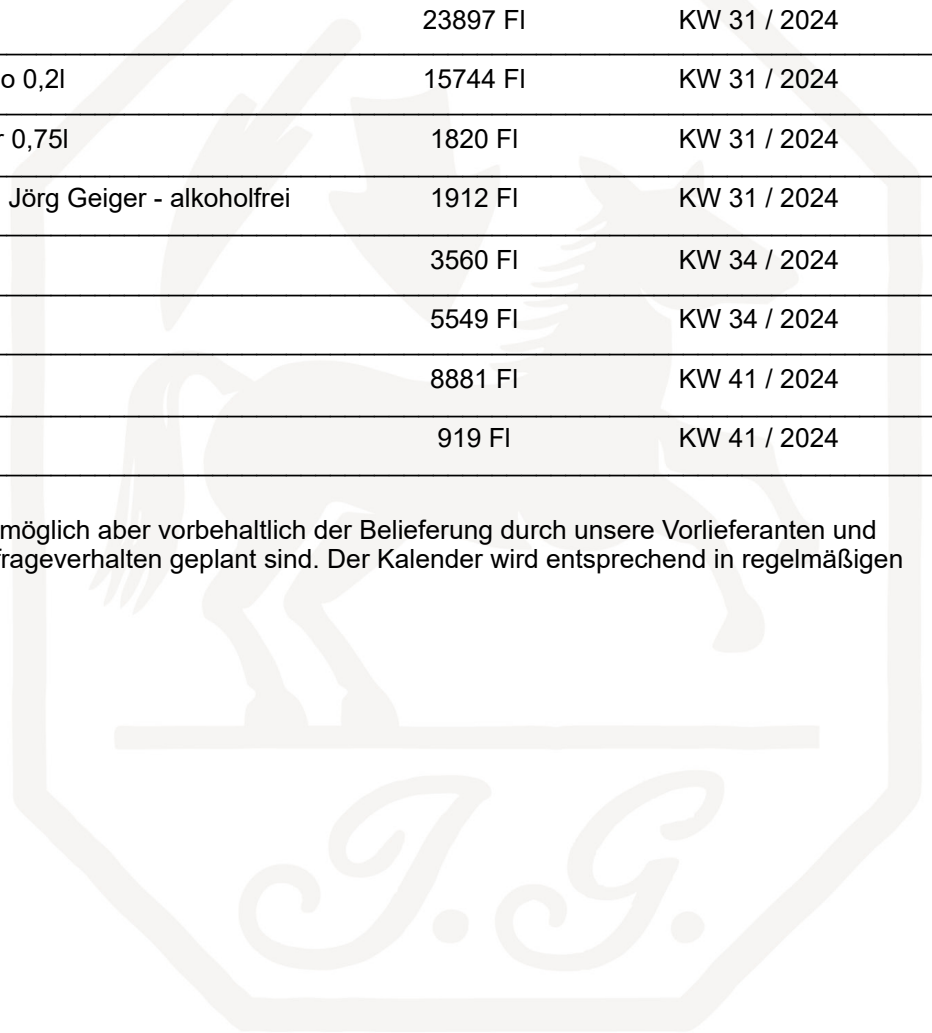 23897 Fl KW 31 / 2024
o 0,2l 15744 Fl KW 31 / 2024
r 0,75l 1820 Fl KW 31 / 2024
Jörg Geiger - alkoholfrei 1912 Fl KW 31 / 2024
3560 Fl KW 34 / 2024
5549 Fl KW 34 / 2024
8881 Fl KW 41 / 2024
919 Fl KW 41 / 2024
möglich aber vorbehaltlich der Belieferung durch unsere Vorlieferanten und
frageverhalten geplant sind. Der Kalender wird entsprechend in regelmäßigen
J.G.